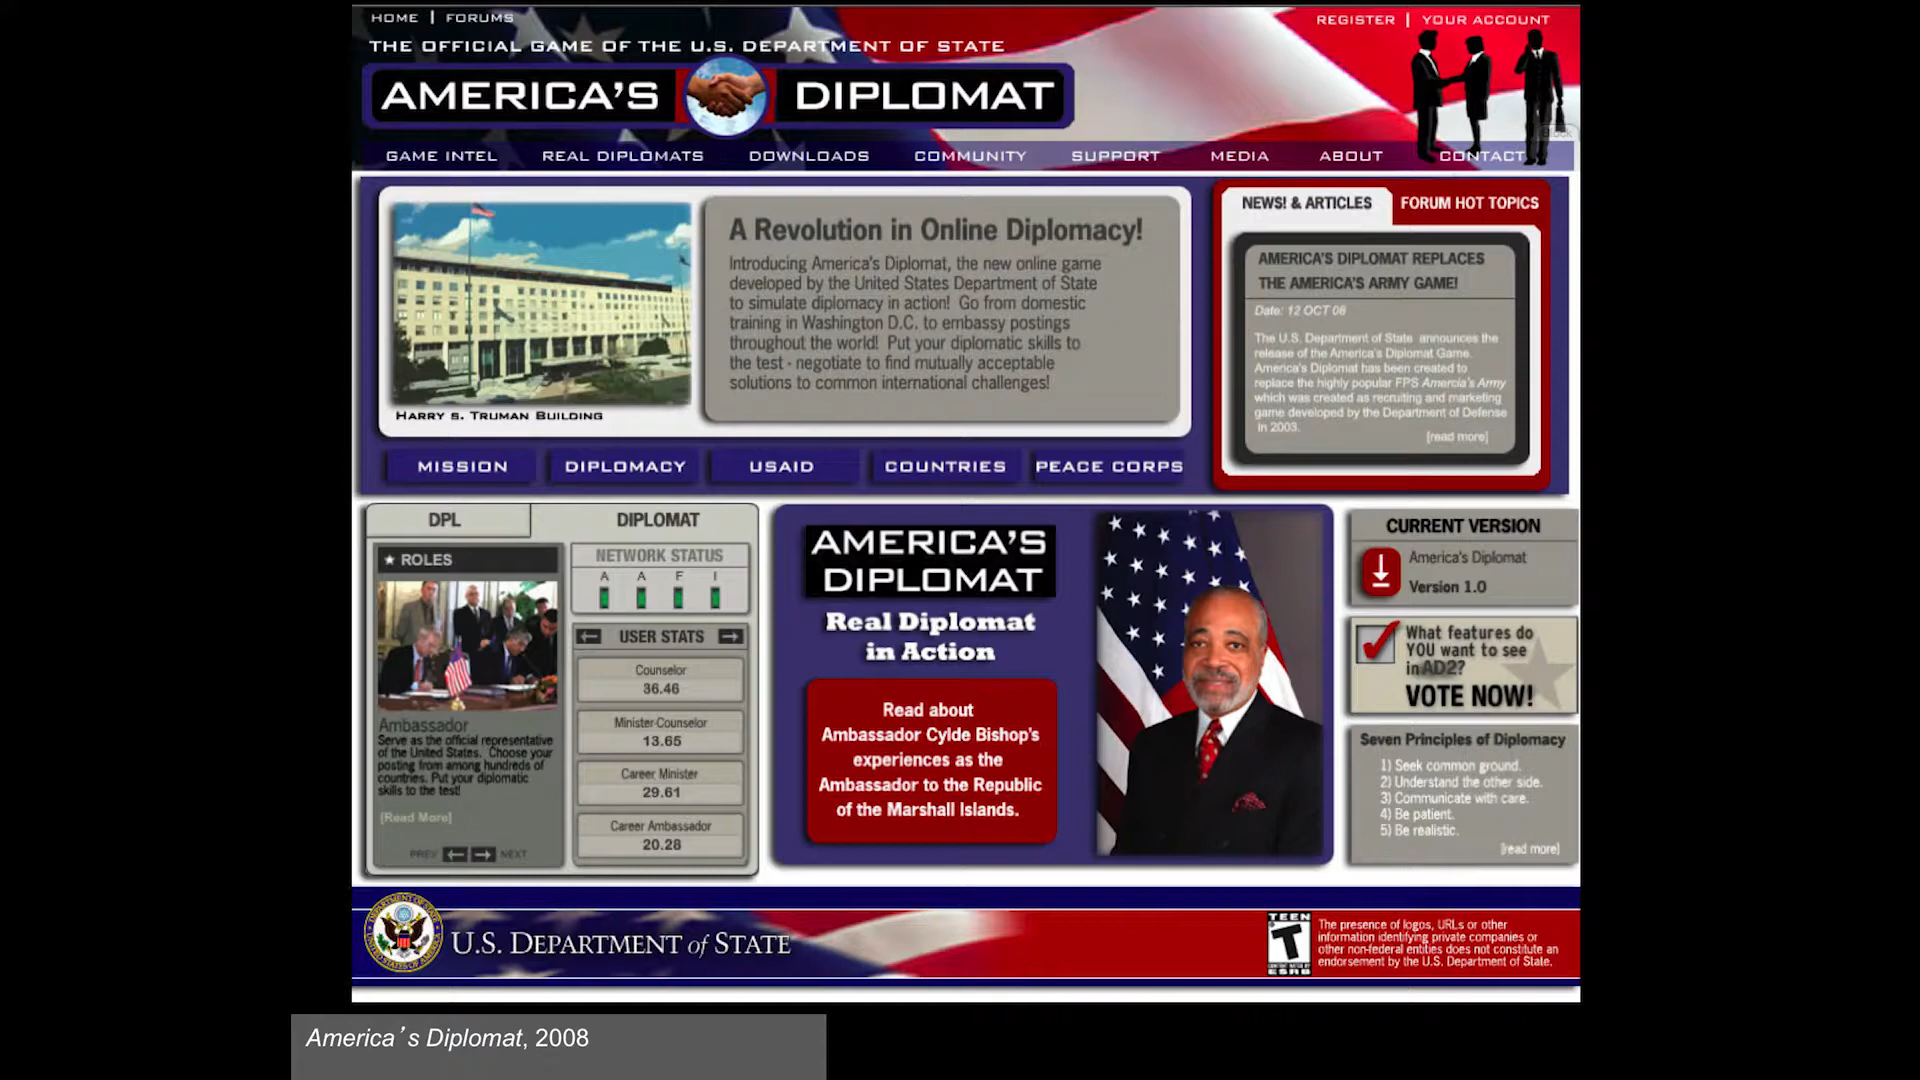 HOME | FORUMS
REGISTER | YOUR ACCOUNT
THE OFFICIAL GAME OF THE U.S. DEPARTMENT OF STATE
AMERICA'S DIPLOMAT
GAME INTEL REAL DIPLOMATS DOWNLOADS COMMUNITY SUPPORT MEDIA ABOUT CONTACT
HARRY S. TRUMAN BUILDING
A Revolution in Online Diplomacy!
Introducing America's Diplomat, the new online game
developed by the United States Department of State
to simulate diplomacy in action! Go from domestic
training in Washington D.C. to embassy postings
throughout the world! Put your diplomatic skills to
the test - negotiate to find mutually acceptable
solutions to common international challenges!
NEWS! & ARTICLES
FORUM HOT TOPICS
AMERICA'S DIPLOMAT REPLACES
THE AMERICA'S ARMY GAME!
Date: 12 OCT 08
The U.S. Department of State announces the
release of the America's Diplomat Game.
America's Diplomat has been created to
replace the highly popular FPS Amercia's Army
which was created as recruiting and marketing
game developed by the Department of Defense
in 2003.
[read more]
MISSION DIPLOMACY USAID COUNTRIES PEACE CORPS
DPL
DIPLOMAT
★ ROLES
Ambassador
Serve as the official representative
of the United States. Choose your
posting from among hundreds of
countries. Put your diplomatic
skills to the test!
[Read More]
PREV NEXT
NETWORK STATUS
A A F I
USER STATS
Counselor
36.46
Minister-Counselor
13.65
Career Minister
29.61
Career Ambassador
20.28
AMERICA'S
DIPLOMAT
Real Diplomat
in Action
Read about
Ambassador Cylde Bishop's
experiences as the
Ambassador to the Republic
of the Marshall Islands.
CURRENT VERSION
America's Diplomat
Version 1.0
What features do
YOU want to see
in AD2?
VOTE NOW!
Seven Principles of Diplomacy
1) Seek common ground.
2) Understand the other side.
3) Communicate with care.
4) Be patient.
5) Be realistic.
[read more]
U.S. DEPARTMENT of STATE
TEEN
T
CONTENT RATED BY
ESRB
The presence of logos, URLs or other
information identifying private companies or
other non-federal entities does not constitute an
endorsement by the U.S. Department of State.
America's Diplomat, 2008